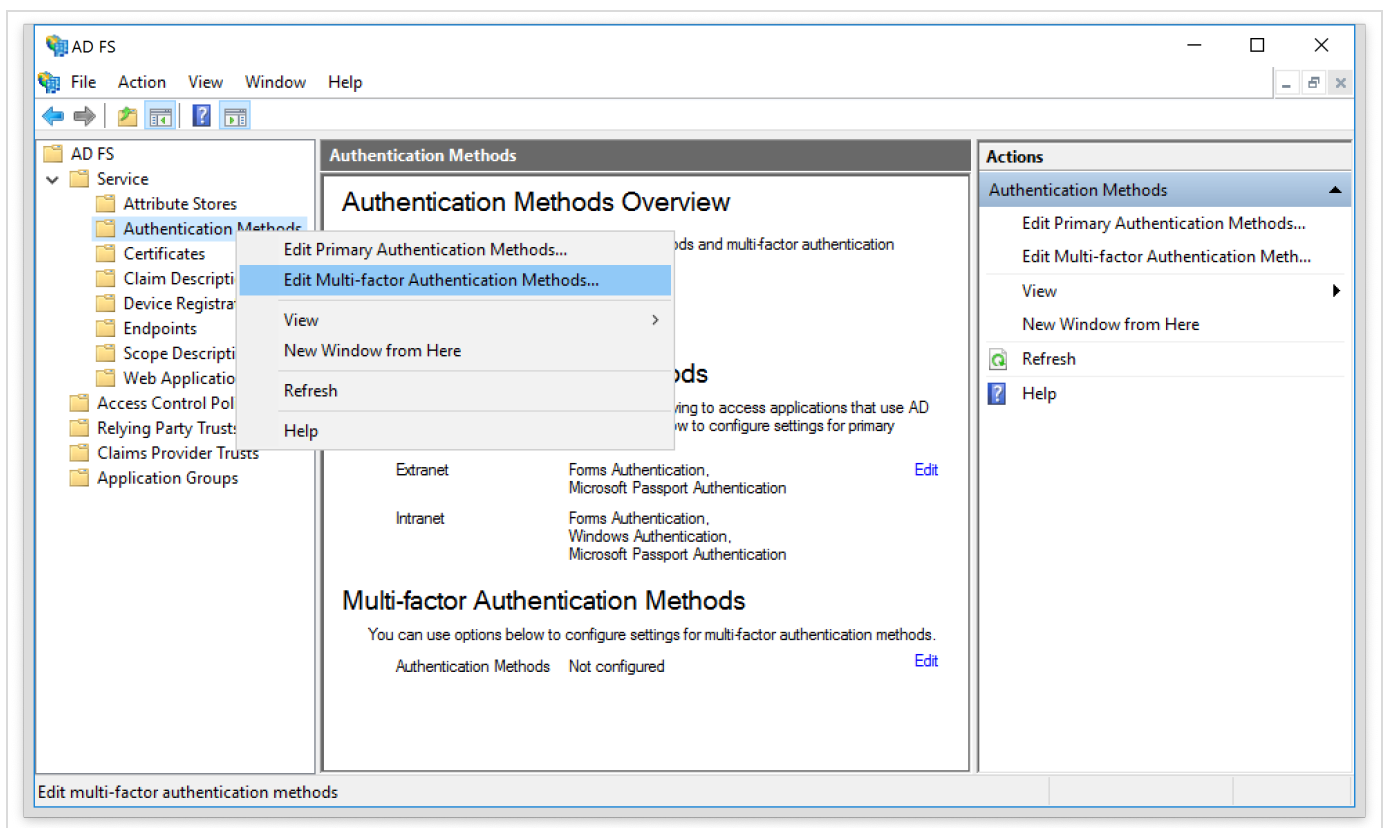 AD FS
File Action View Window Help
AD FS
Service
Attribute Stores
Authentication Methods
Certificates
Claim Descripti
Device Registra
Endpoints
Scope Descripti
Web Applicatio
Access Control Pol
Relying Party Trusts
Claims Provider Trusts
Application Groups
Edit Primary Authentication Methods...
Edit Multi-factor Authentication Methods...
View
New Window from Here
Refresh
Help
Authentication Methods
Authentication Methods Overview
ods and multi-factor authentication
ods
ving to access applications that use AD
ow to configure settings for primary
Extranet Forms Authentication, Edit
Microsoft Passport Authentication
Intranet Forms Authentication,
Windows Authentication,
Microsoft Passport Authentication
Multi-factor Authentication Methods
You can use options below to configure settings for multi-factor authentication methods.
Authentication Methods Not configured Edit
Actions
Authentication Methods
Edit Primary Authentication Methods...
Edit Multi-factor Authentication Meth...
View
New Window from Here
Refresh
Help
Edit multi-factor authentication methods